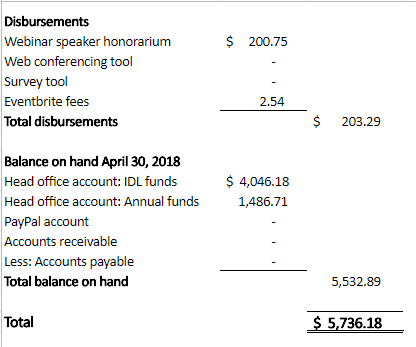 Disbursements
Webinar speaker honorarium $ 200.75
Web conferencing tool -
Survey tool -
Eventbrite fees 2.54
Total disbursements $ 203.29
Balance on hand April 30, 2018
Head office account: IDL funds $ 4,046.18
Head office account: Annual funds 1,486.71
PayPal account -
Accounts receivable -
Less: Accounts payable -
Total balance on hand 5,532.89
Total $ 5,736.18